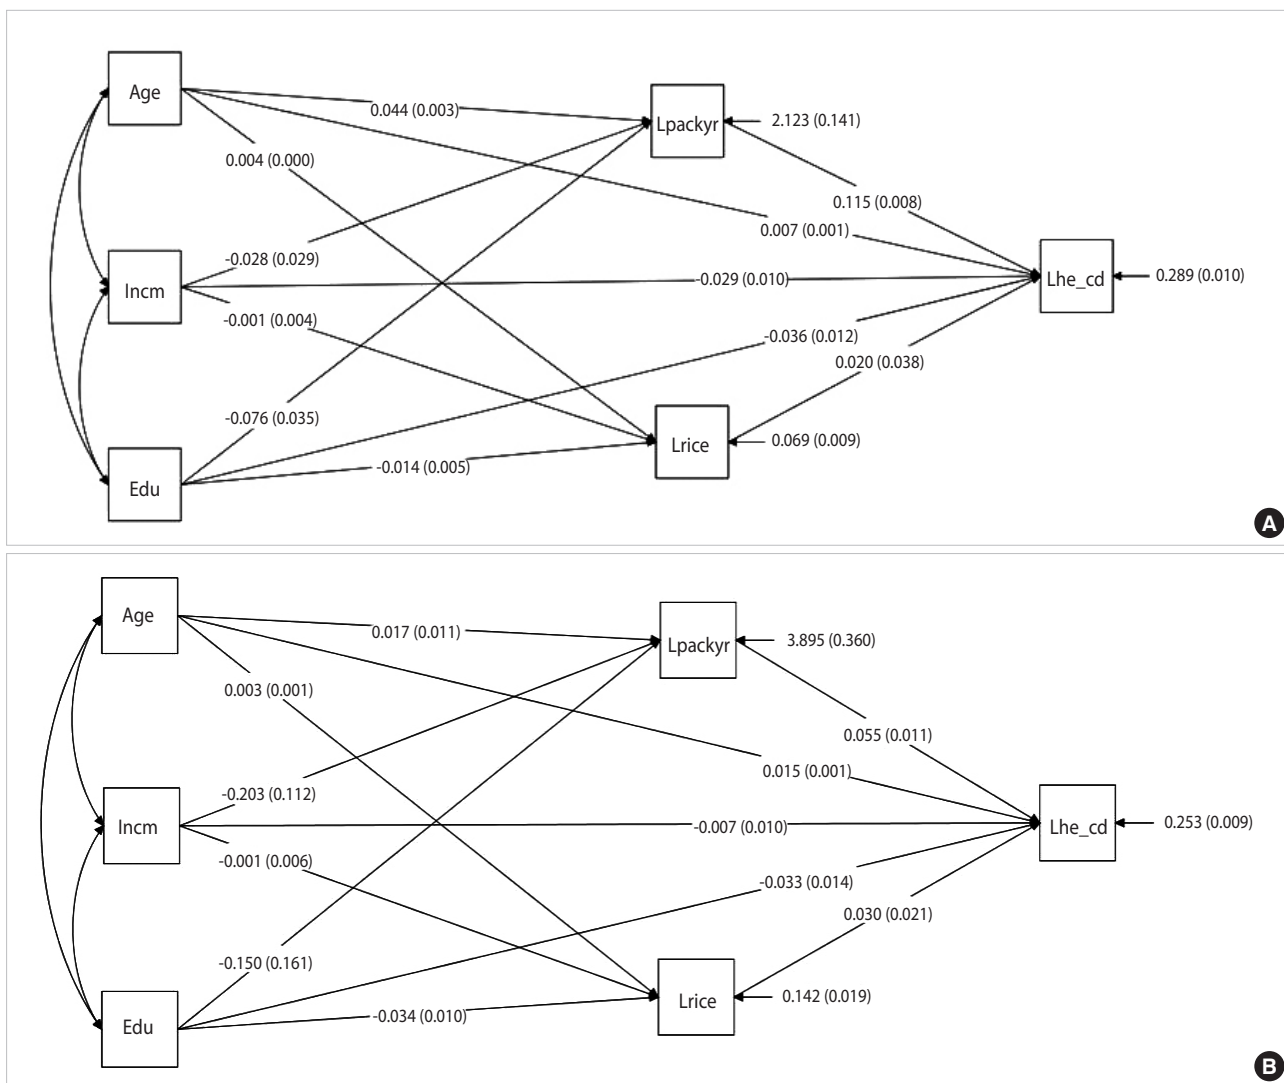 Age
0.044 (0.003)
Lpackyr
2.123 (0.141)
0.004 (0.000)
0.115 (0.008)
0.007 (0.001)
-0.028 (0.029)
Incm
-0.029 (0.010)
Lhe_cd
0.289 (0.010)
-0.001 (0.004)
-0.036 (0.012)
0.020 (0.038)
-0.076 (0.035)
Lrice
0.069 (0.009)
-0.014 (0.005)
Edu
A
Age
0.017 (0.011)
Lpackyr
3.895 (0.360)
0.003 (0.001)
0.055 (0.011)
0.015 (0.001)
-0.203 (0.112)
Incm
-0.007 (0.010)
Lhe_cd
0.253 (0.009)
-0.001 (0.006)
-0.033 (0.014)
0.030 (0.021)
-0.150 (0.161)
Lrice
0.142 (0.019)
-0.034 (0.010)
Edu
B